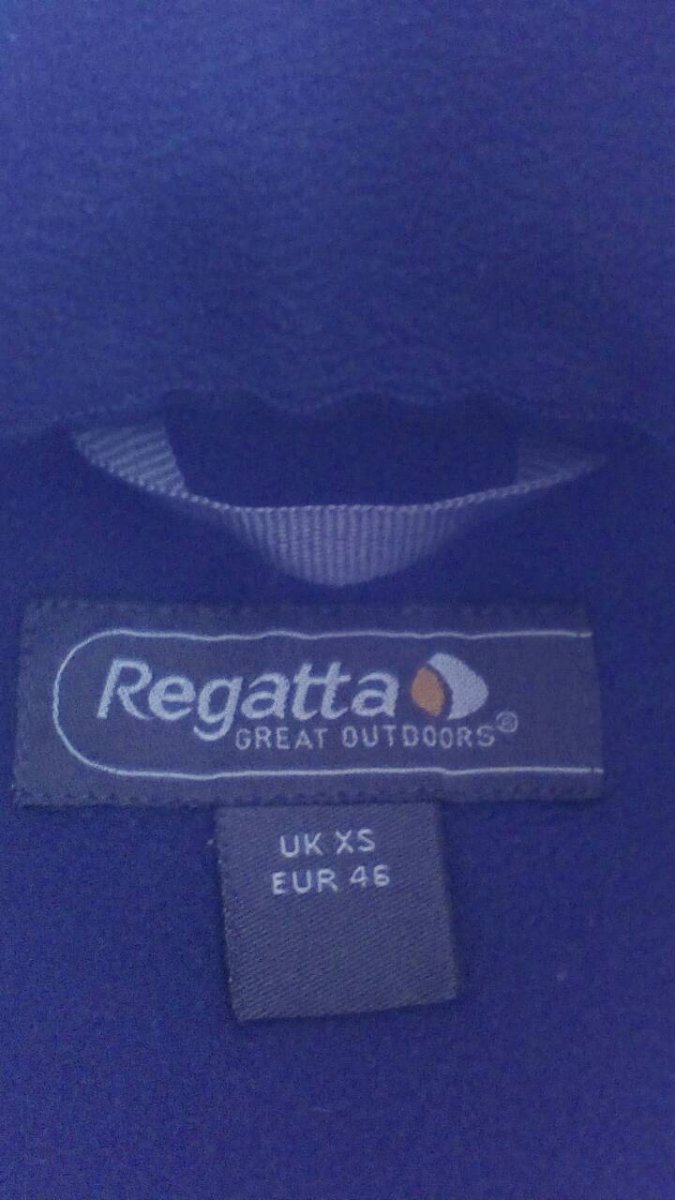 Regatta
GREAT OUTDOORS®
UK XS
EUR 46